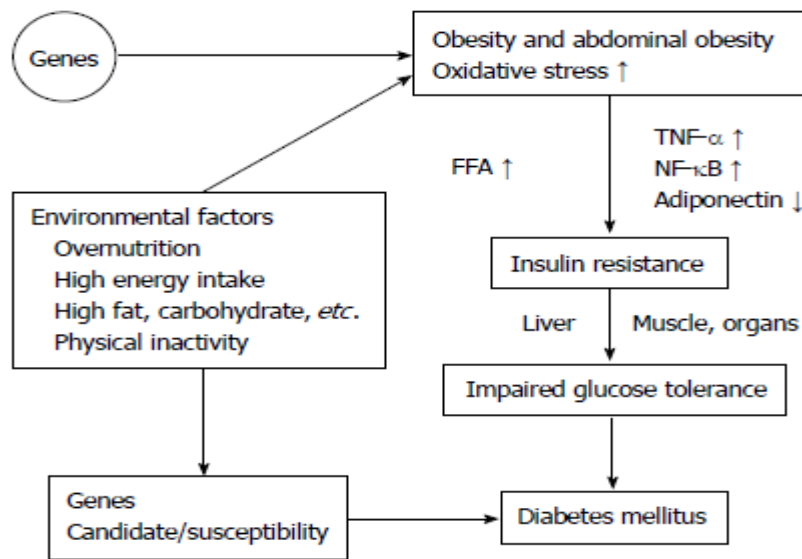 Genes
Obesity and abdominal obesity
Oxidative stress ↑
FFA ↑
TNF-α ↑
NF-κB ↑
Adiponectin ↓
Environmental factors
Overnutrition
High energy intake
High fat, carbohydrate, etc.
Physical inactivity
Insulin resistance
Liver
Muscle, organs
Impaired glucose tolerance
Genes
Candidate/susceptibility
Diabetes mellitus